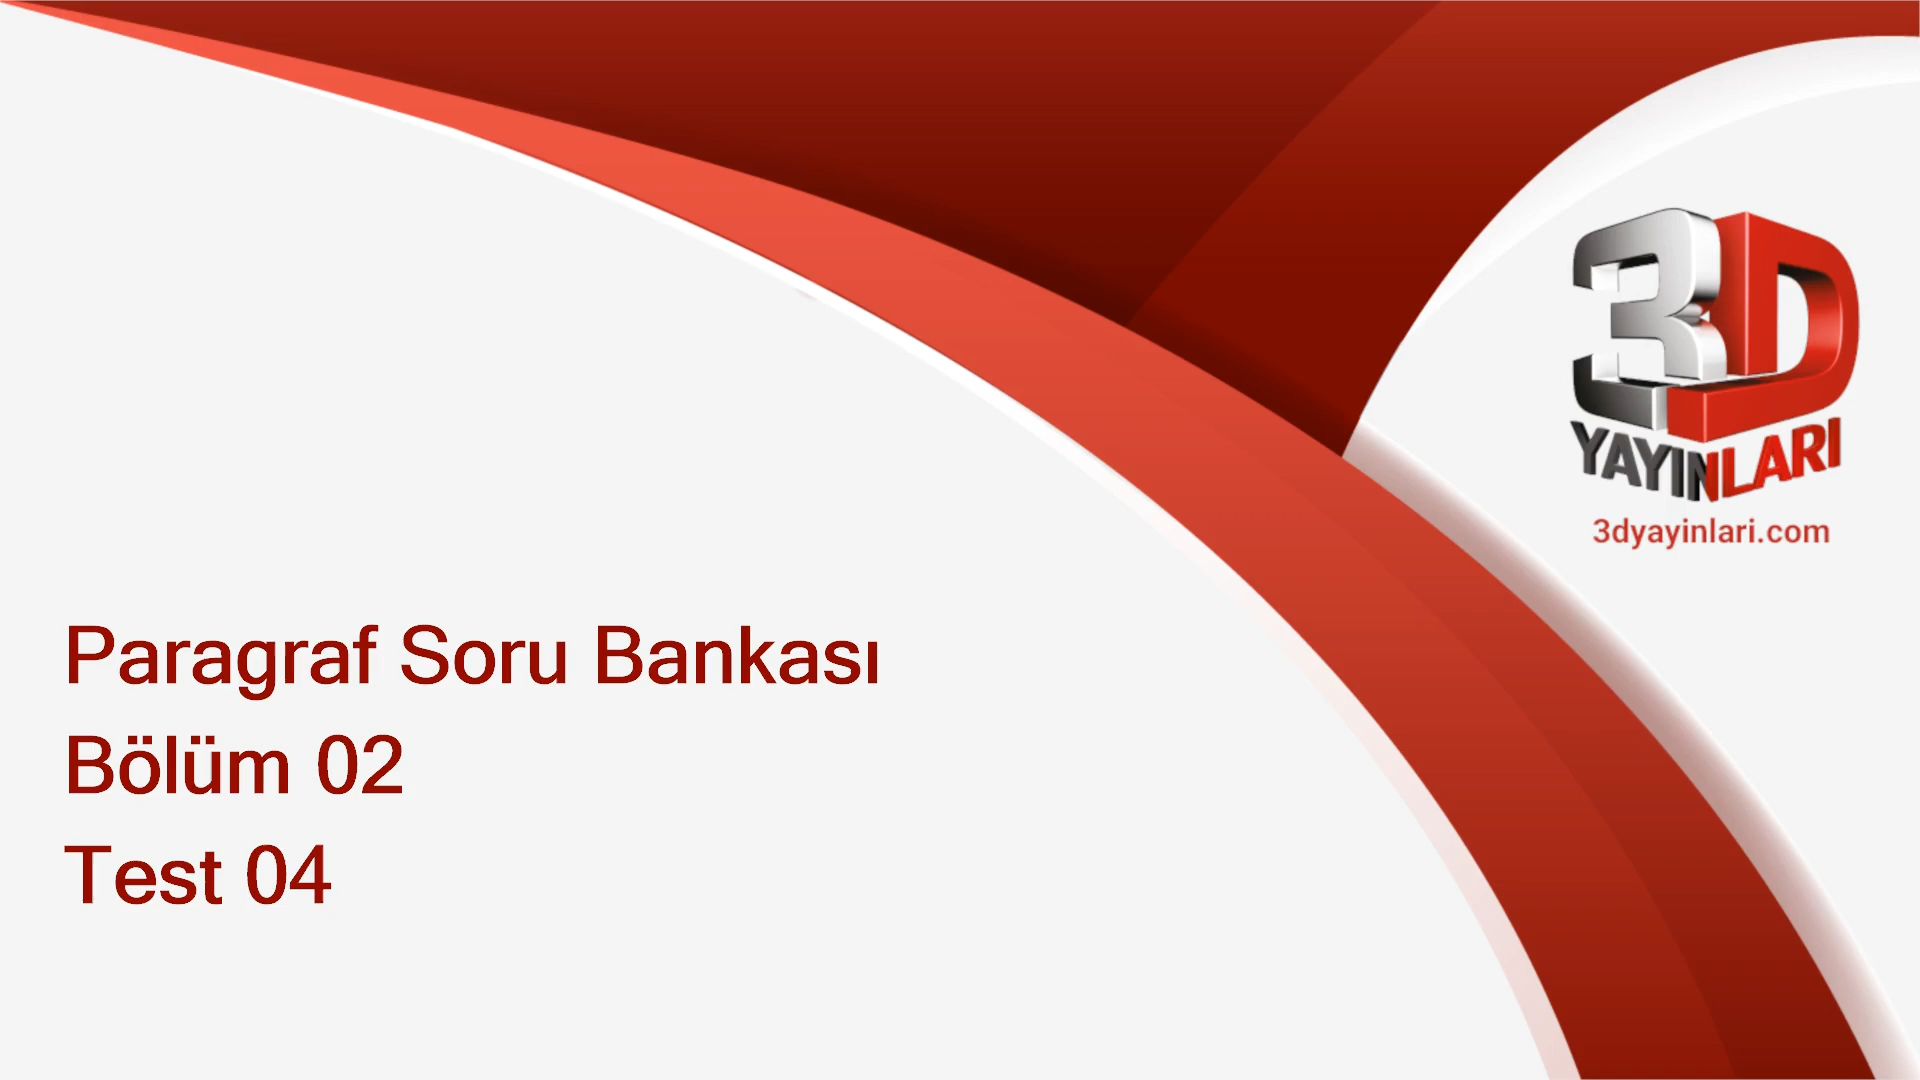 3D
YAYINLARI
3dyayinlari.com
Paragraf Soru Bankası
Bölüm 02
Test 04